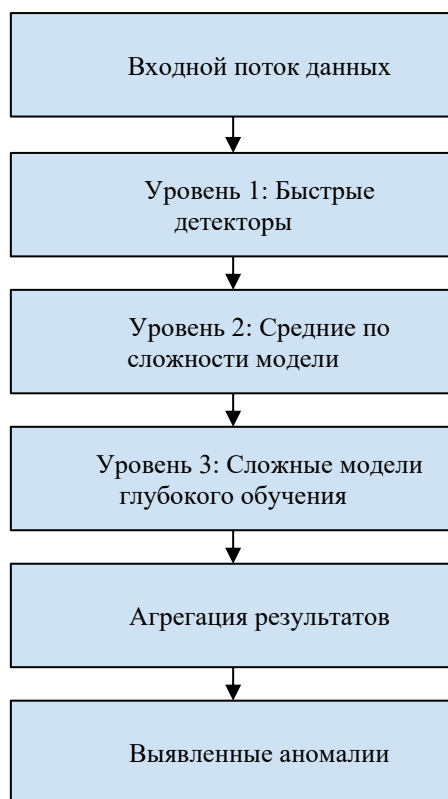 Входной поток данных
Уровень 1: Быстрые
детекторы
Уровень 2: Средние по
сложности модели
Уровень 3: Сложные модели
глубокого обучения
Агрегация результатов
Выявленные аномалии